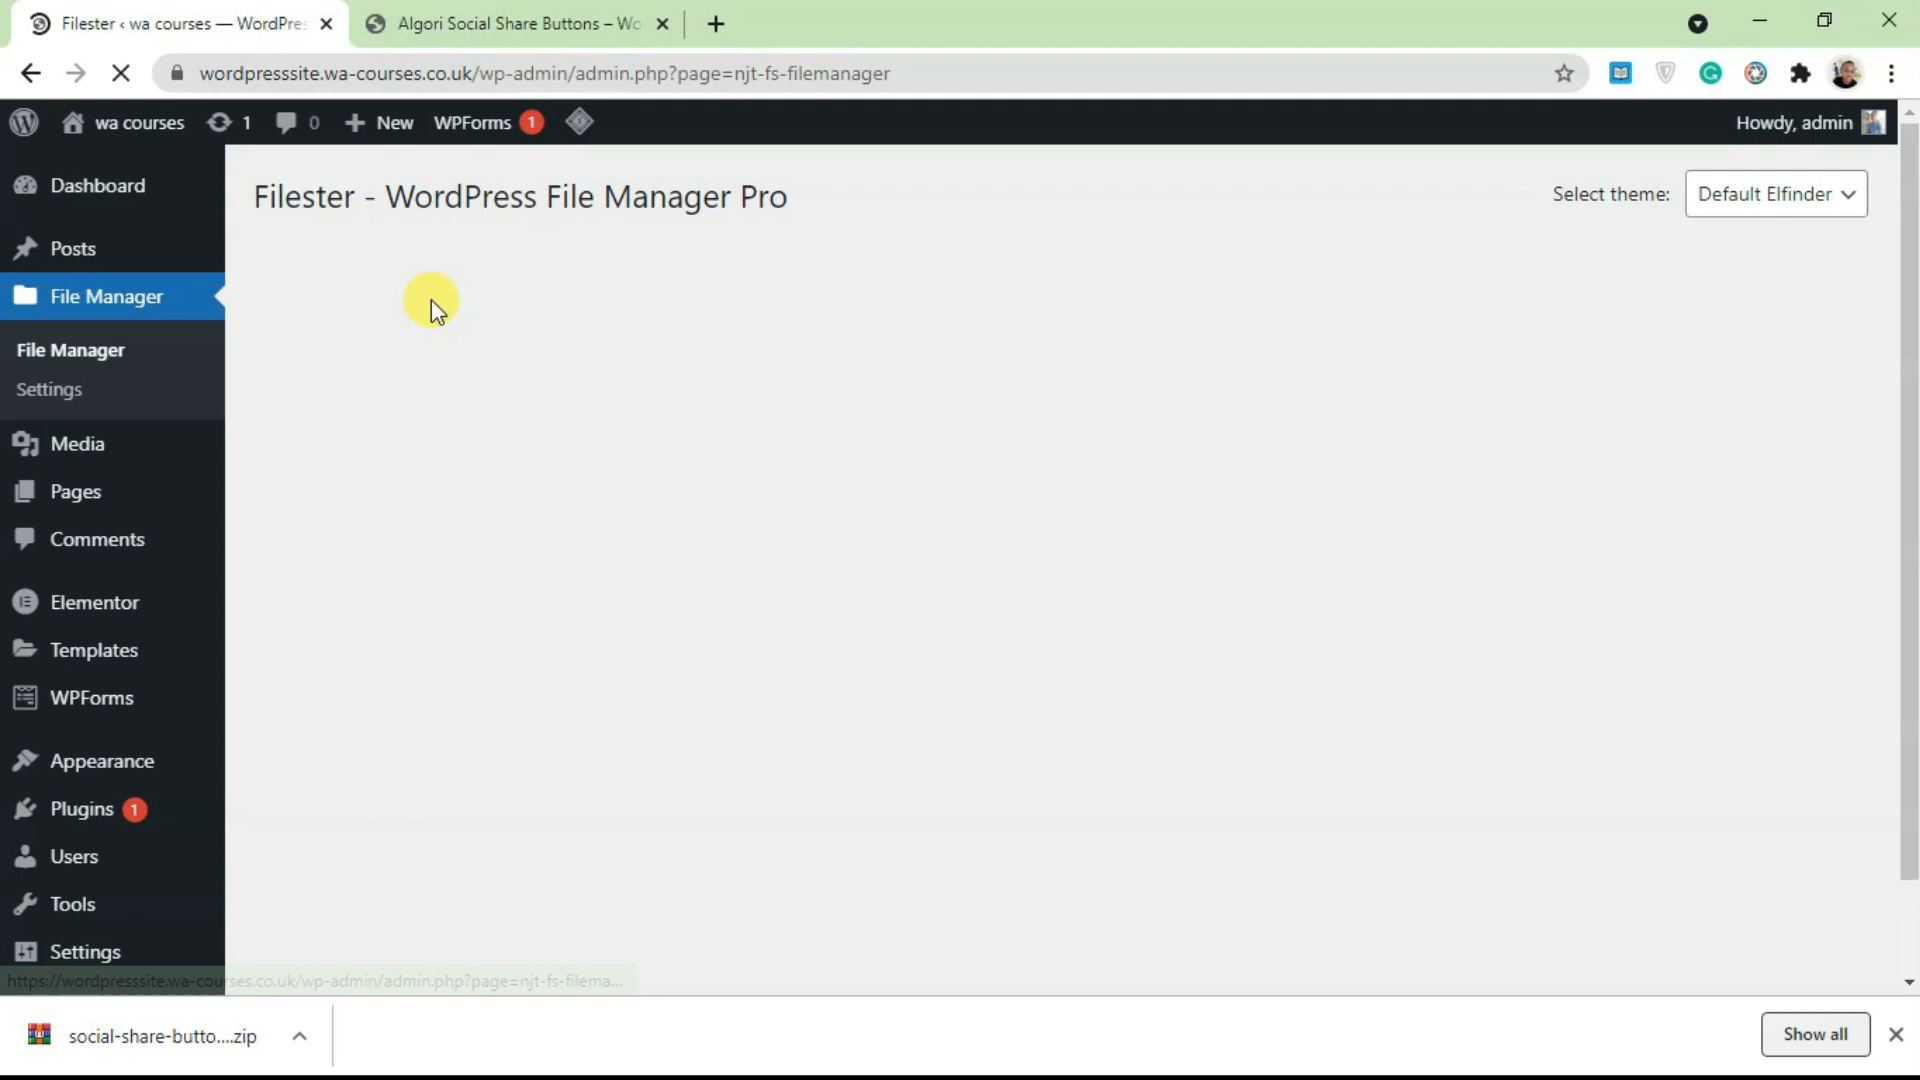 Filester ‹ wa courses — WordPres
Algori Social Share Buttons – Wo
wordpresssite.wa-courses.co.uk/wp-admin/admin.php?page=njt-fs-filemanager
wa courses
1
0
New
WPForms 1
Howdy, admin
Dashboard
Posts
File Manager
File Manager
Settings
Media
Pages
Comments
Elementor
Templates
WPForms
Appearance
Plugins 1
Users
Tools
Settings
Filester - WordPress File Manager Pro
Select theme:
Default Elfinder
https://wordpresssite.wa-courses.co.uk/wp-admin/admin.php?page=njt-fs-filema...
social-share-butto....zip
Show all